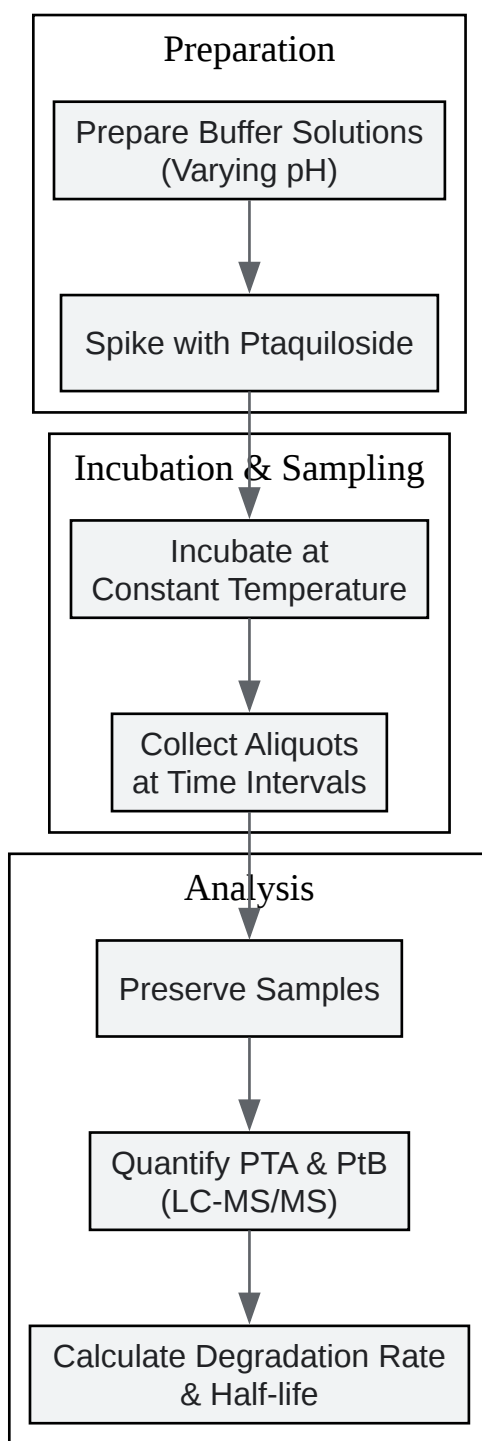 Preparation
Prepare Buffer Solutions
(Varying pH)
Spike with Ptaquiloside
Incubation & Sampling
Incubate at
Constant Temperature
Collect Aliquots
at Time Intervals
Analysis
Preserve Samples
Quantify PTA & PtB
(LC-MS/MS)
Calculate Degradation Rate
& Half-life